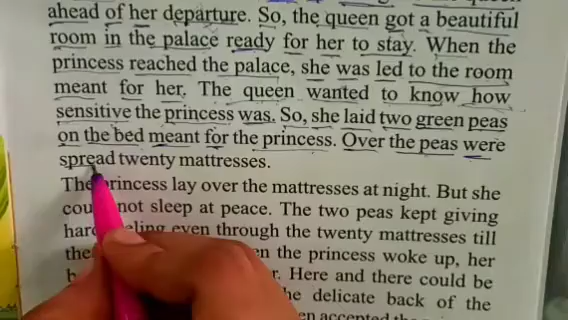 ahead of her departure. So, the queen got a beautiful
room in the palace ready for her to stay. When the
princess reached the palace, she was led to the room
meant for her. The queen wanted to know how
sensitive the princess was. So, she laid two green peas
on the bed meant for the princess. Over the peas were
spread twenty mattresses.
The princess lay over the mattresses at night. But she
not sleep at peace. The two peas kept giving
even through the twenty mattresses till
the princess woke up, her
Here and there could be
delicate back of the
accepted